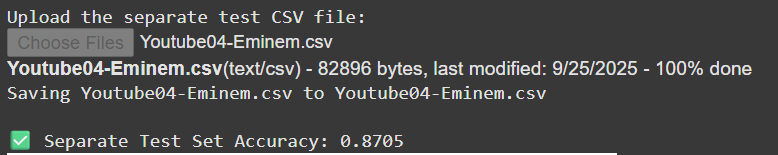 Upload the separate test CSV file:
Choose Files Youtube04-Eminem.csv
Youtube04-Eminem.csv(text/csv) - 82896 bytes, last modified: 9/25/2025 - 100% done
Saving Youtube04-Eminem.csv to Youtube04-Eminem.csv
✅ Separate Test Set Accuracy: 0.8705